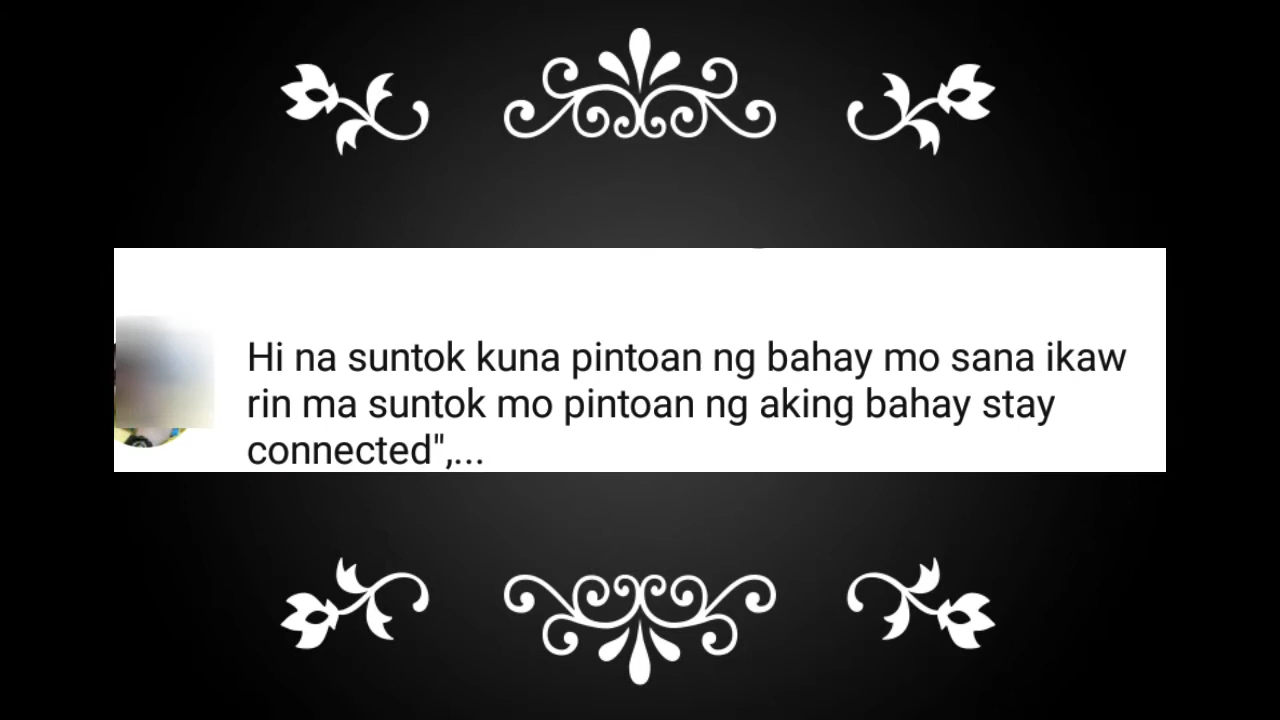 Hi na suntok kuna pintoan ng bahay mo sana ikaw
rin ma suntok mo pintoan ng aking bahay stay
connected",...